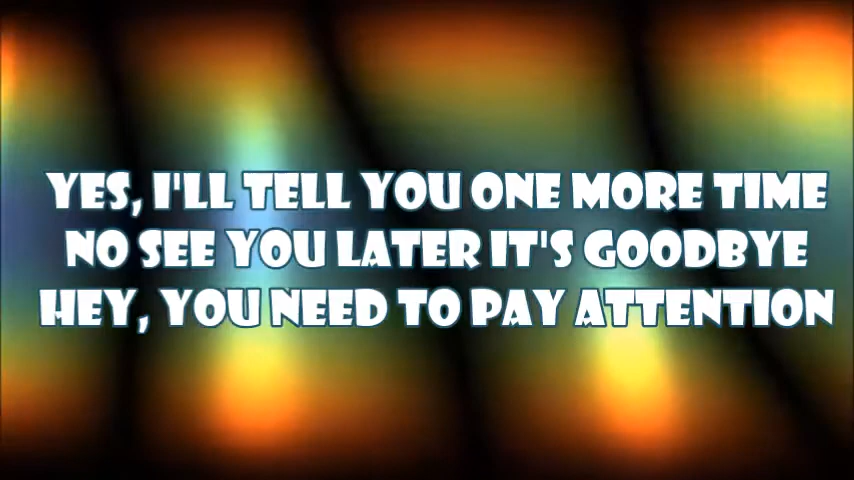 YES, I'LL TELL YOU ONE MORE TIME
NO SEE YOU LATER IT'S GOODBYE
HEY, YOU NEED TO PAY ATTENTION